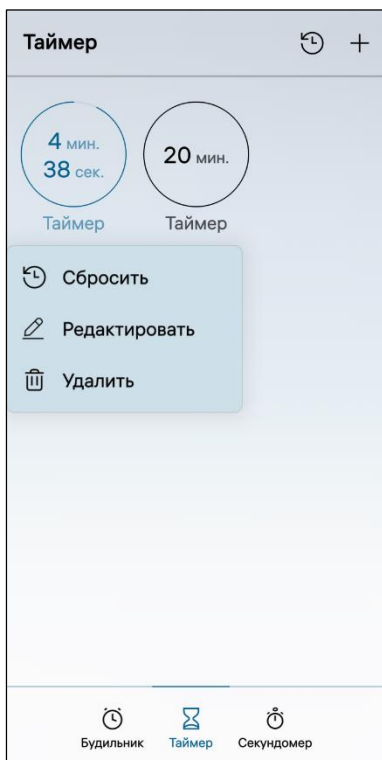 Таймер
4 мин.
38 сек.
20 мин.
Таймер
Таймер
Сбросить
Редактировать
Удалить
Будильник
Таймер
Секундомер